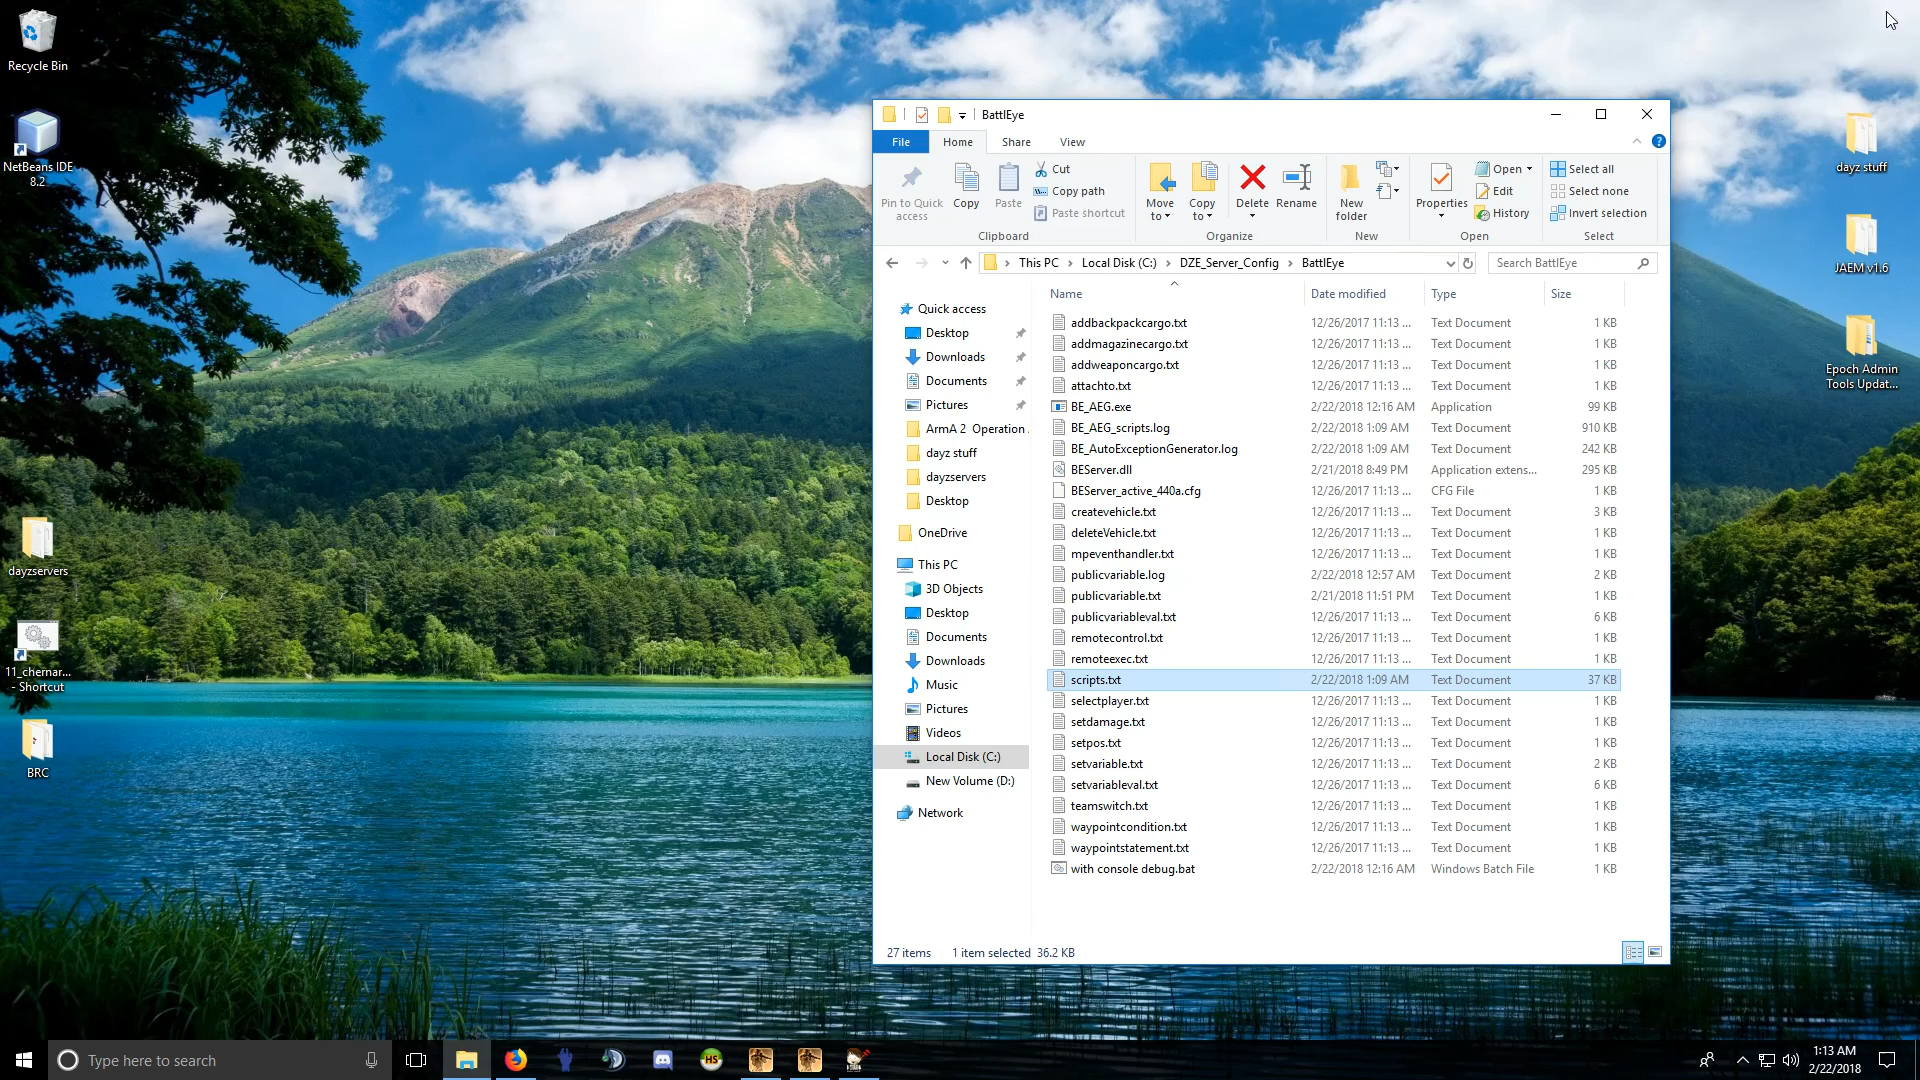 Recycle Bin
NetBeans IDE
8.2
dayzservers
11_chernar...
- Shortcut
BRC
dayz stuff
JAEM v1.6
Epoch Admin
Tools Updat...
BattlEye
File
Home
Share
View
Pin to Quick
access
Copy
Paste
Cut
Copy path
Paste shortcut
Clipboard
Move
to
Copy
to
Delete
Rename
Organize
New
folder
New
Properties
Open
Edit
History
Open
Select all
Select none
Invert selection
Select
This PC
Local Disk (C:)
DZE_Server_Config
BattlEye
Search BattlEye
Quick access
Desktop
Downloads
Documents
Pictures
ArmA 2 Operation
dayz stuff
dayzservers
Desktop
OneDrive
This PC
3D Objects
Desktop
Documents
Downloads
Music
Pictures
Videos
Local Disk (C:)
New Volume (D:)
Network
Name Date modified Type Size
addbackpackcargo.txt 12/26/2017 11:13 ... Text Document 1 KB
addmagazinecargo.txt 12/26/2017 11:13 ... Text Document 1 KB
addweaponcargo.txt 12/26/2017 11:13 ... Text Document 1 KB
attachto.txt 12/26/2017 11:13 ... Text Document 1 KB
BE_AEG.exe 2/22/2018 12:16 AM Application 99 KB
BE_AEG_scripts.log 2/22/2018 1:09 AM Text Document 910 KB
BE_AutoExceptionGenerator.log 2/22/2018 1:09 AM Text Document 242 KB
BEServer.dll 2/21/2018 8:49 PM Application extens... 295 KB
BEServer_active_440a.cfg 12/26/2017 11:13 ... CFG File 1 KB
createvehicle.txt 12/26/2017 11:13 ... Text Document 3 KB
deleteVehicle.txt 12/26/2017 11:13 ... Text Document 1 KB
mpeventhandler.txt 12/26/2017 11:13 ... Text Document 1 KB
publicvariable.log 2/22/2018 12:57 AM Text Document 2 KB
publicvariable.txt 2/21/2018 11:51 PM Text Document 1 KB
publicvariableval.txt 12/26/2017 11:13 ... Text Document 6 KB
remotecontrol.txt 12/26/2017 11:13 ... Text Document 1 KB
remoteexec.txt 12/26/2017 11:13 ... Text Document 1 KB
scripts.txt 2/22/2018 1:09 AM Text Document 37 KB
selectplayer.txt 12/26/2017 11:13 ... Text Document 1 KB
setdamage.txt 12/26/2017 11:13 ... Text Document 1 KB
setpos.txt 12/26/2017 11:13 ... Text Document 1 KB
setvariable.txt 12/26/2017 11:13 ... Text Document 2 KB
setvariableval.txt 12/26/2017 11:13 ... Text Document 6 KB
teamswitch.txt 12/26/2017 11:13 ... Text Document 1 KB
waypointcondition.txt 12/26/2017 11:13 ... Text Document 1 KB
waypointstatement.txt 12/26/2017 11:13 ... Text Document 1 KB
with console debug.bat 2/22/2018 12:16 AM Windows Batch File 1 KB
27 items 1 item selected 36.2 KB
Type here to search
HS
1:13 AM
2/22/2018